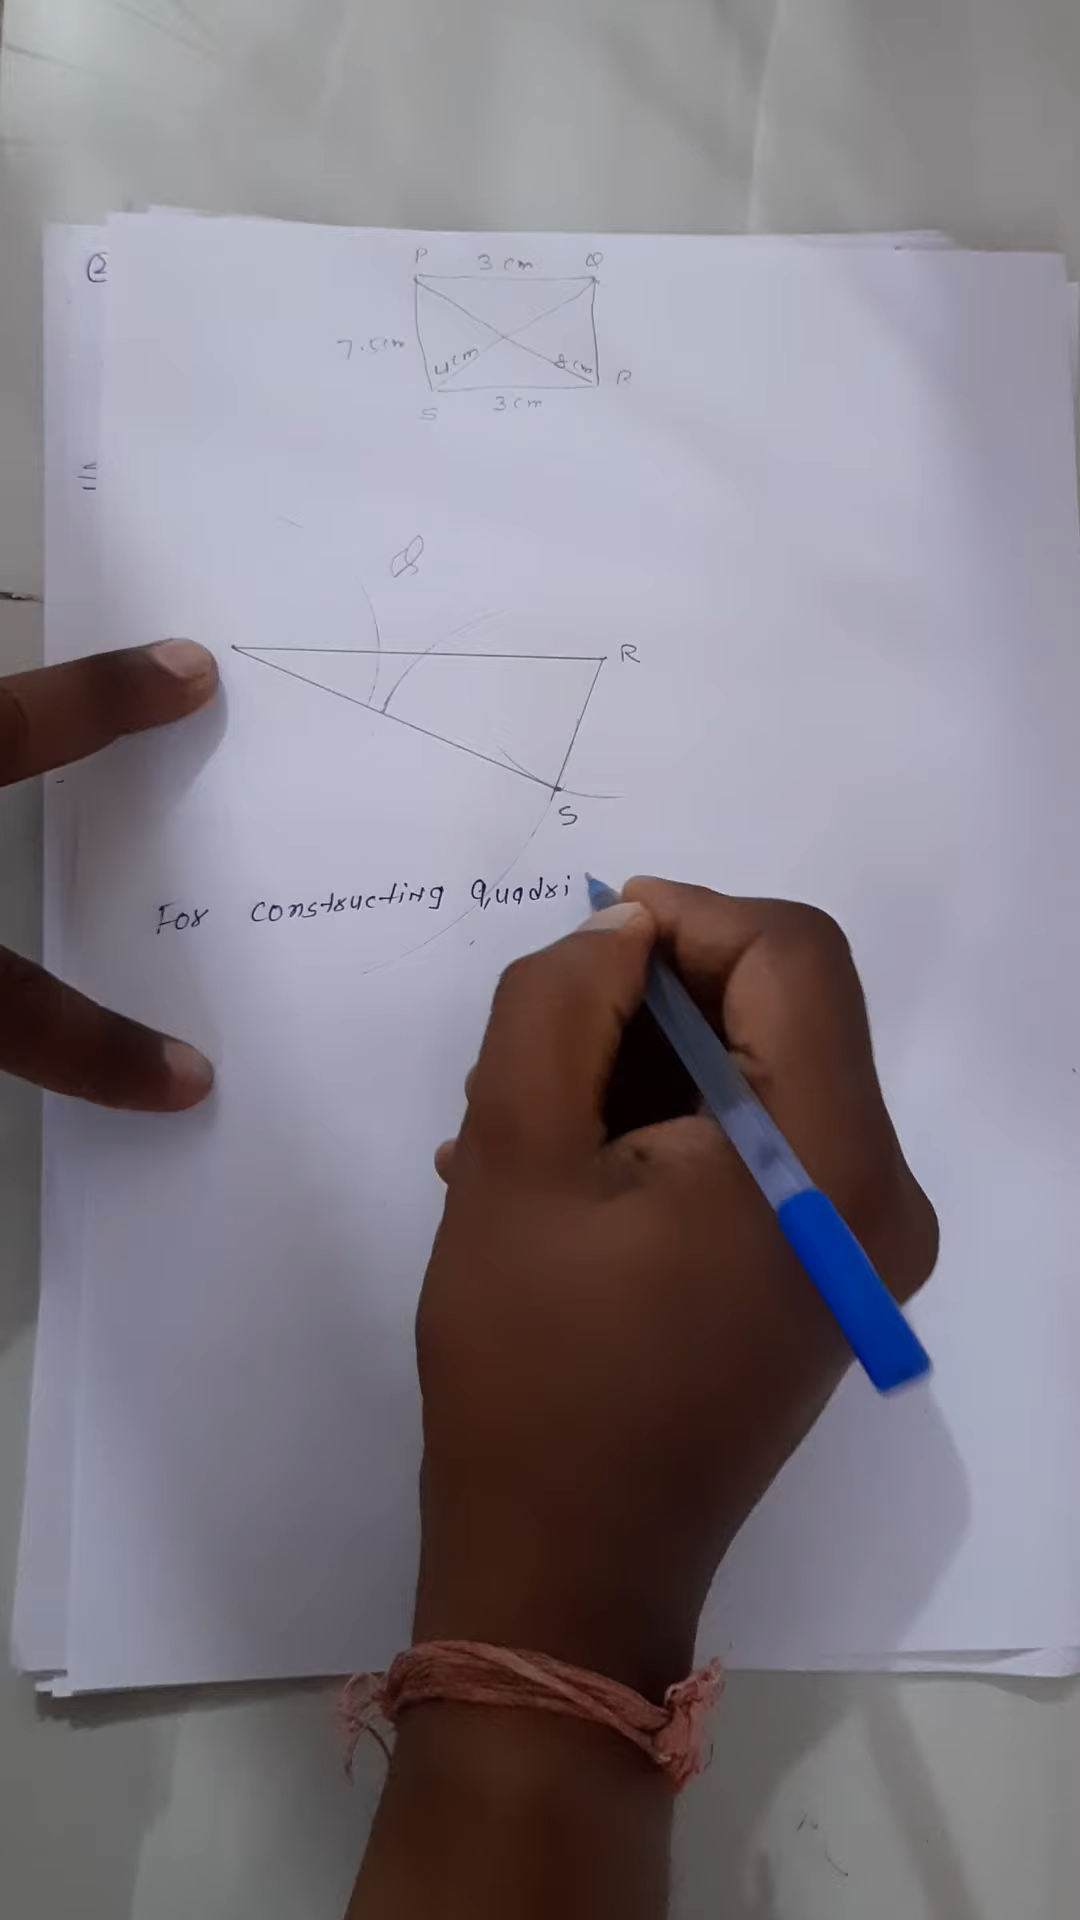 Q
P 3 cm Q
7.5cm
4cm 8cm R
S 3cm
Q
R
S
For constructing Quadri